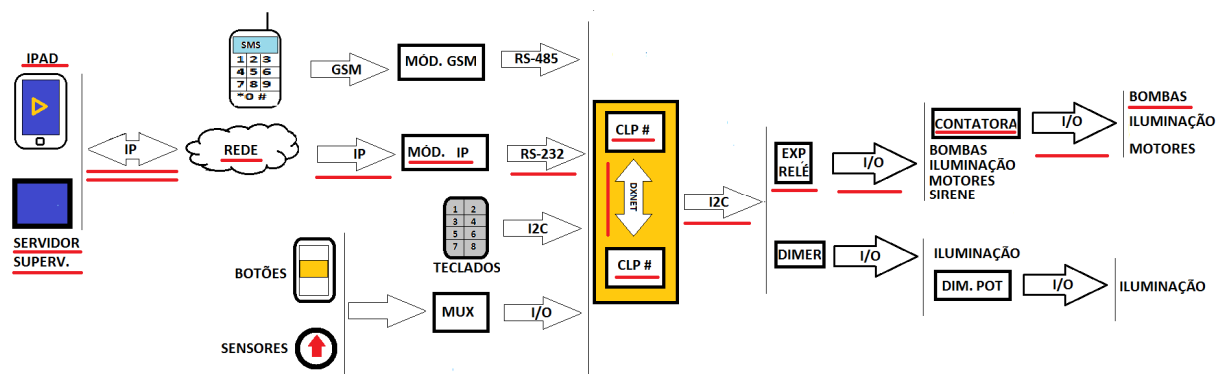 IPAD
IP
SERVIDOR
SUPERV.
SMS
1 2 3
4 5 6
7 8 9
*0 #
GSM
MÓD. GSM
RS-485
REDE
IP
MÓD. IP
RS-232
1 2
3 4
5 6
7 8
TECLADOS
I2C
BOTÕES
SENSORES
MUX
I/O
CLP #
DXNET
CLP #
I2C
EXP
RELÉ
I/O
CONTATORA
BOMBAS
ILUMINAÇÃO
MOTORES
SIRENE
I/O
BOMBAS
ILUMINAÇÃO
MOTORES
DIMER
I/O
ILUMINAÇÃO
DIM. POT
I/O
ILUMINAÇÃO